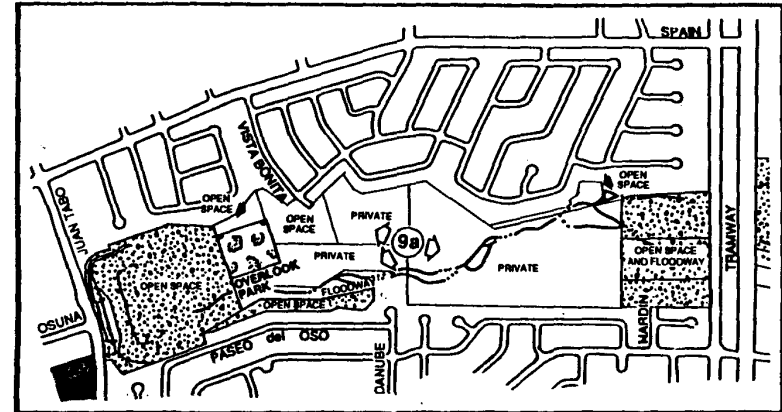 SPAIN
VISTA BONITA
JUAN TABO
OPEN
SPACE
OPEN
SPACE
PRIVATE
OPEN
SPACE
9a
PRIVATE
PRIVATE
OPEN SPACE
OVERLOOK
PARK
FLOODWAY
OPEN SPACE
OPEN SPACE
AND FLOODWAY
TRAMWAY
NARDIN
OSUNA
PASEO del OSO
DANUBE